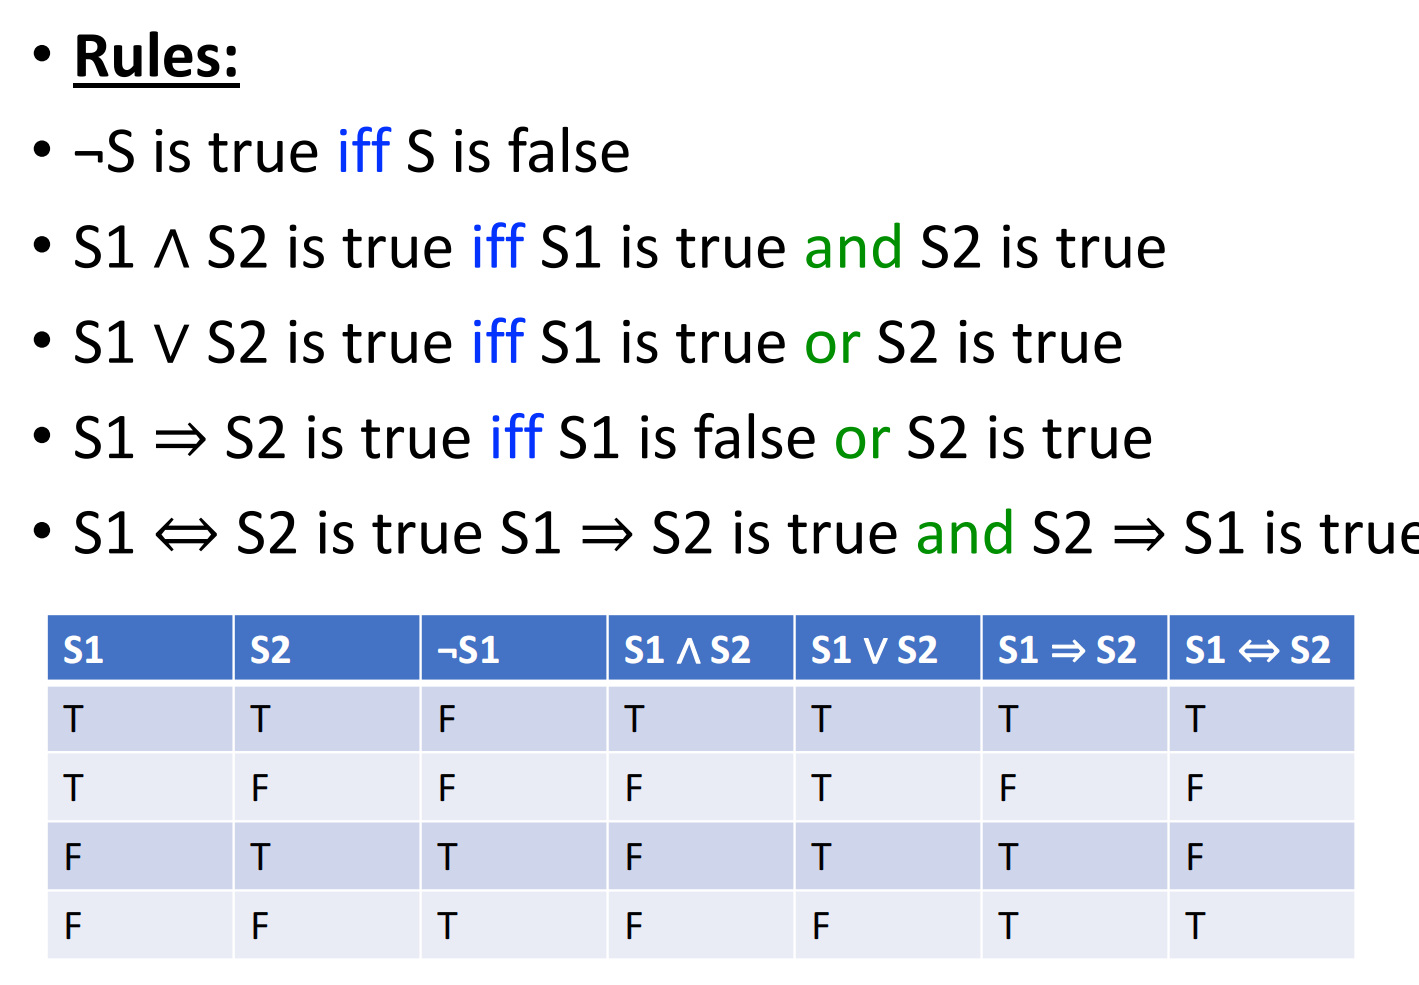 • Rules:
• ¬S is true iff S is false
• S1 ∧ S2 is true iff S1 is true and S2 is true
• S1 ∨ S2 is true iff S1 is true or S2 is true
• S1 ⇒ S2 is true iff S1 is false or S2 is true
• S1 ⇔ S2 is true S1 ⇒ S2 is true and S2 ⇒ S1 is true
S1 S2 ¬S1 S1 ∧ S2 S1 ∨ S2 S1 ⇒ S2 S1 ⇔ S2
T T F T T T T
T F F F T F F
F T T F T T F
F F T F F T T